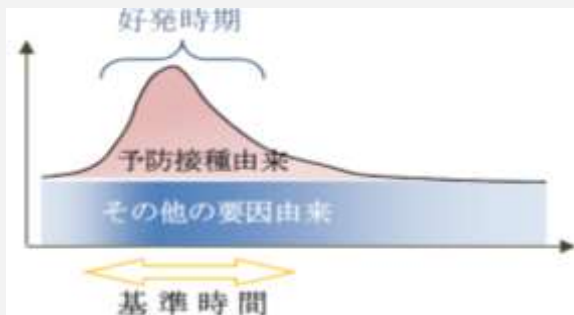 好発時期
予防接種由来
その他の要因由来
基準時間